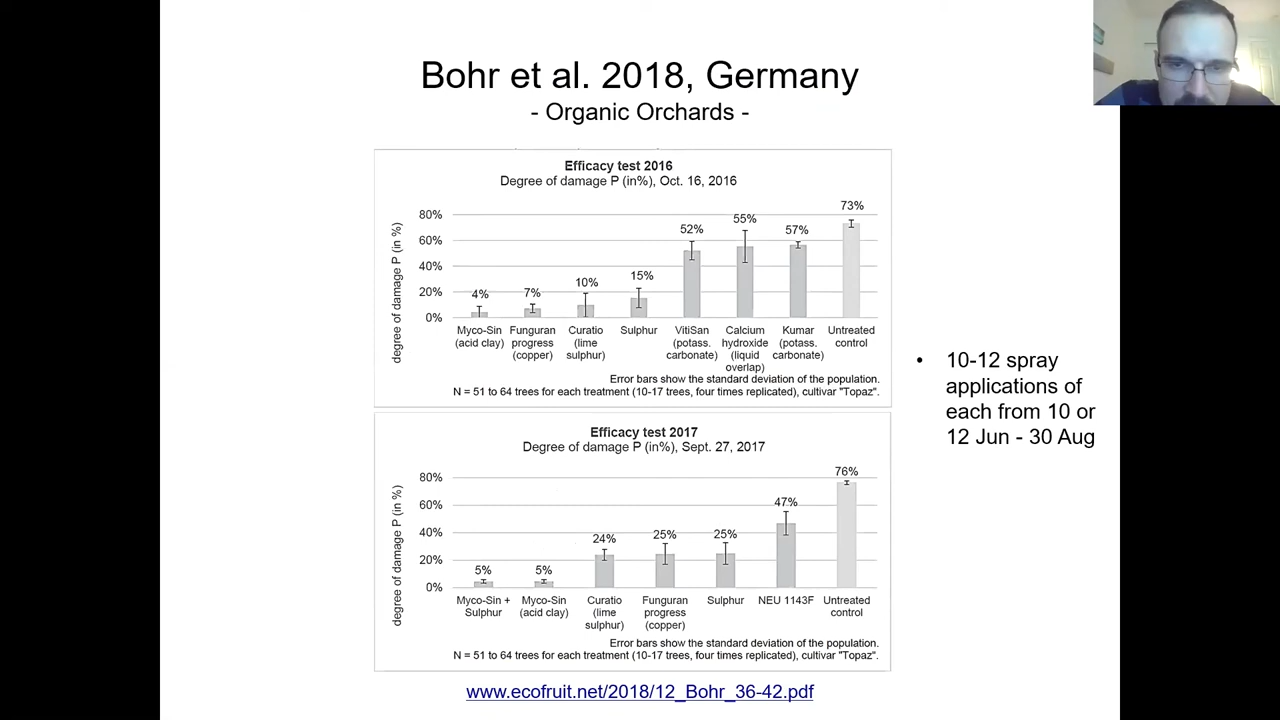 Bohr et al. 2018, Germany
- Organic Orchards -
Efficacy test 2016
Degree of damage P (in%), Oct. 16, 2016
degree of damage P (in %)
80%
60%
40%
20%
0%
4%
7%
10%
15%
52%
55%
57%
73%
Myco-Sin
(acid clay)
Funguran
progress
(copper)
Curatio
(lime
sulphur)
Sulphur
VitiSan
(potass.
carbonate)
Calcium
hydroxide
(liquid
overlap)
Kumar
(potass.
carbonate)
Untreated
control
Error bars show the standard deviation of the population.
N = 51 to 64 trees for each treatment (10-17 trees, four times replicated), cultivar "Topaz".
Efficacy test 2017
Degree of damage P (in%), Sept. 27, 2017
degree of damage P (in %)
80%
60%
40%
20%
0%
5%
5%
24%
25%
25%
47%
76%
Myco-Sin +
Sulphur
Myco-Sin
(acid clay)
Curatio
(lime
sulphur)
Funguran
progress
(copper)
Sulphur
NEU 1143F
Untreated
control
Error bars show the standard deviation of the population.
N = 51 to 64 trees for each treatment (10-17 trees, four times replicated), cultivar "Topaz".
• 10-12 spray
applications of
each from 10 or
12 Jun - 30 Aug
www.ecofruit.net/2018/12_Bohr_36-42.pdf